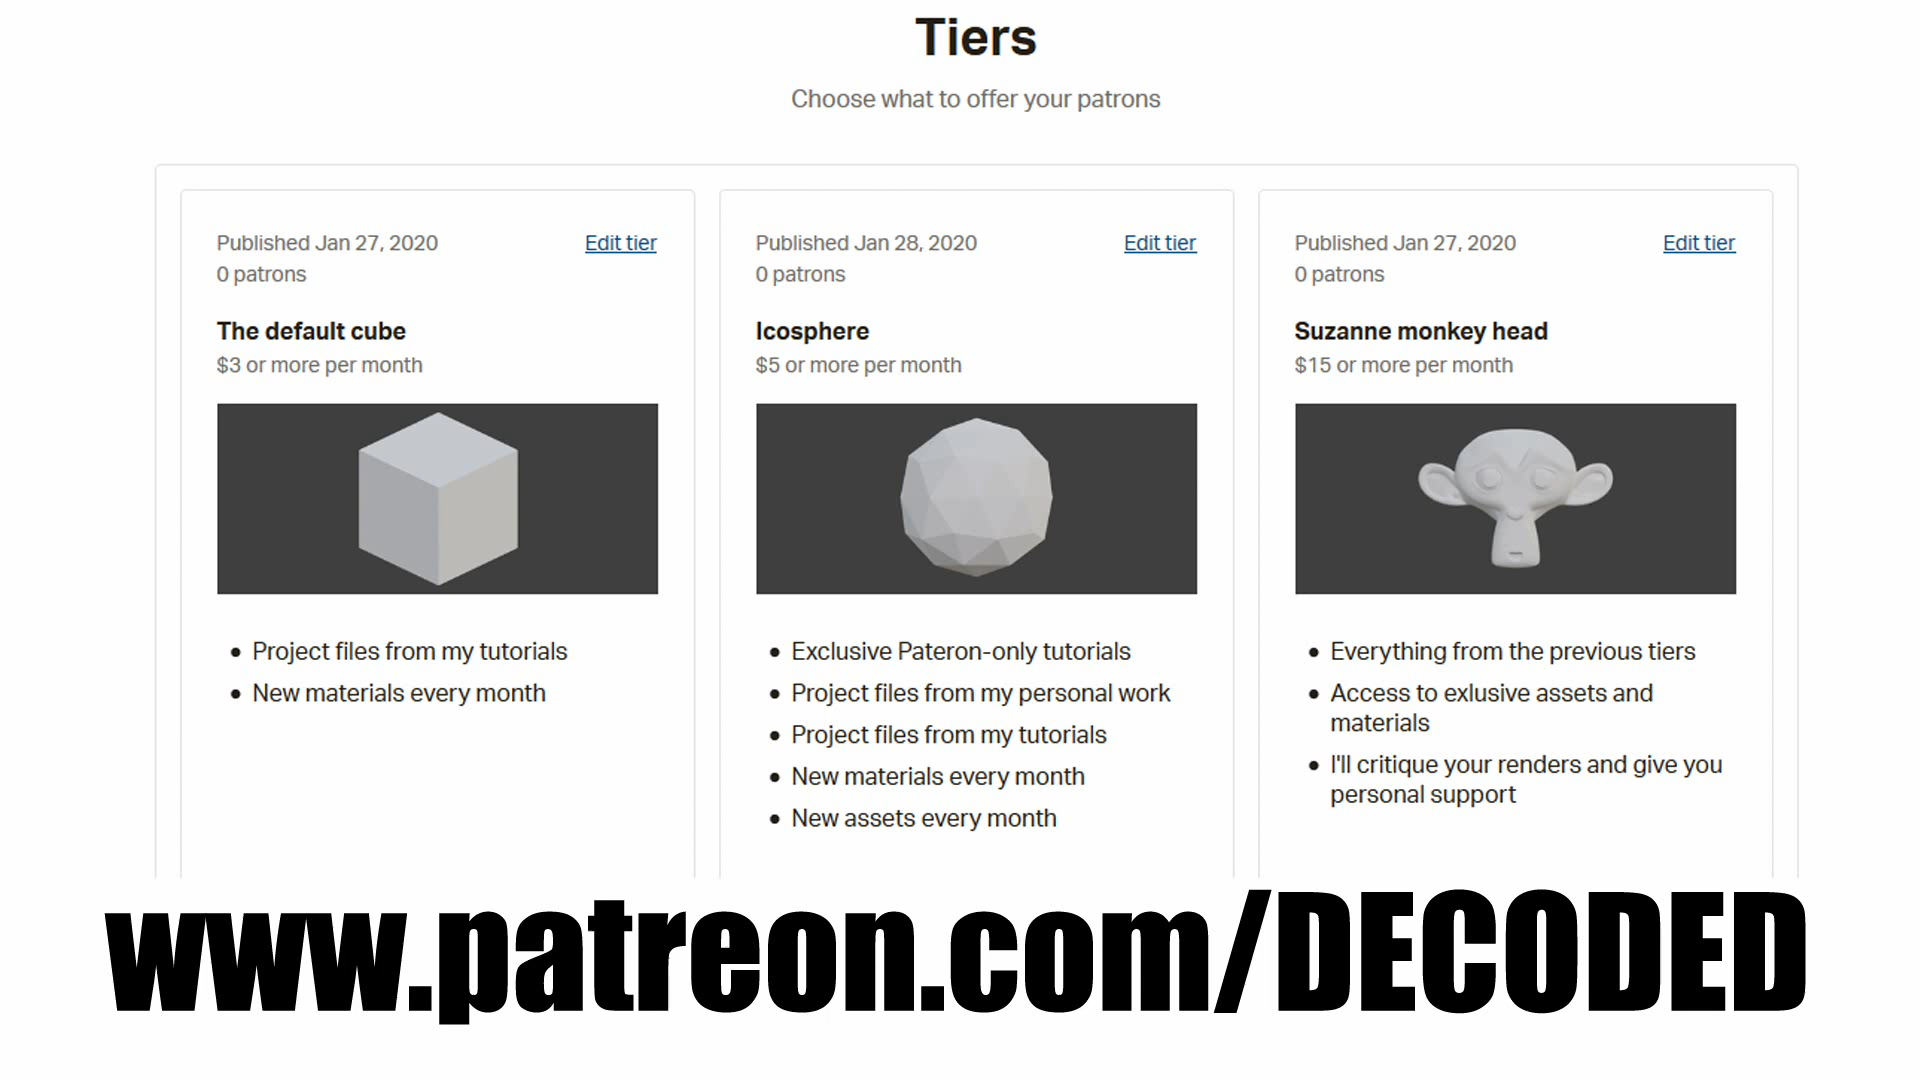 Tiers
Choose what to offer your patrons
Published Jan 27, 2020
Edit tier
0 patrons
The default cube
$3 or more per month
Project files from my tutorials
New materials every month
Published Jan 28, 2020
Edit tier
0 patrons
Icosphere
$5 or more per month
Exclusive Pateron-only tutorials
Project files from my personal work
Project files from my tutorials
New materials every month
New assets every month
Published Jan 27, 2020
Edit tier
0 patrons
Suzanne monkey head
$15 or more per month
Everything from the previous tiers
Access to exlusive assets and
materials
I'll critique your renders and give you
personal support
www.patreon.com/DECODED